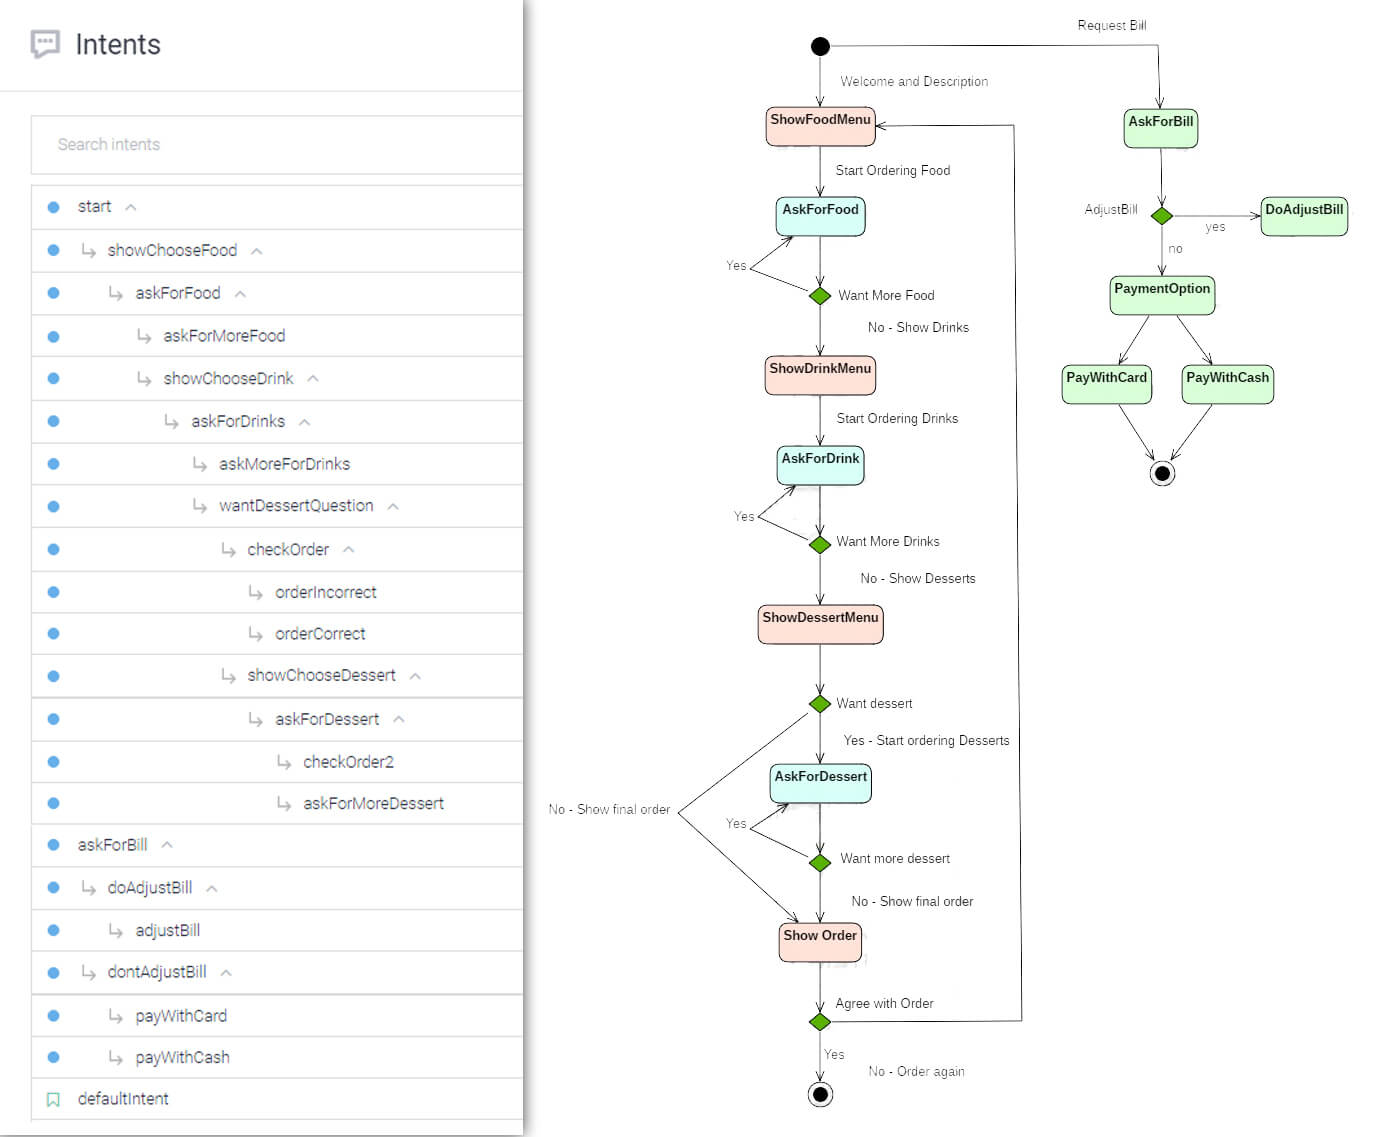 Intents
Search intents
start
showChooseFood
askForFood
askForMoreFood
showChooseDrink
askForDrinks
askMoreForDrinks
wantDessertQuestion
checkOrder
orderIncorrect
orderCorrect
showChooseDessert
askForDessert
checkOrder2
askForMoreDessert
askForBill
doAdjustBill
adjustBill
dontAdjustBill
payWithCard
payWithCash
defaultIntent
Welcome and Description
ShowFoodMenu
Start Ordering Food
AskForFood
Yes
Want More Food
No - Show Drinks
ShowDrinkMenu
Start Ordering Drinks
AskForDrink
Yes
Want More Drinks
No - Show Desserts
ShowDessertMenu
Want dessert
Yes - Start ordering Desserts
AskForDessert
No - Show final order
Yes
Want more dessert
No - Show final order
Show Order
Agree with Order
Yes
No - Order again
Request Bill
AskForBill
AdjustBill
yes
DoAdjustBill
no
PaymentOption
PayWithCard
PayWithCash